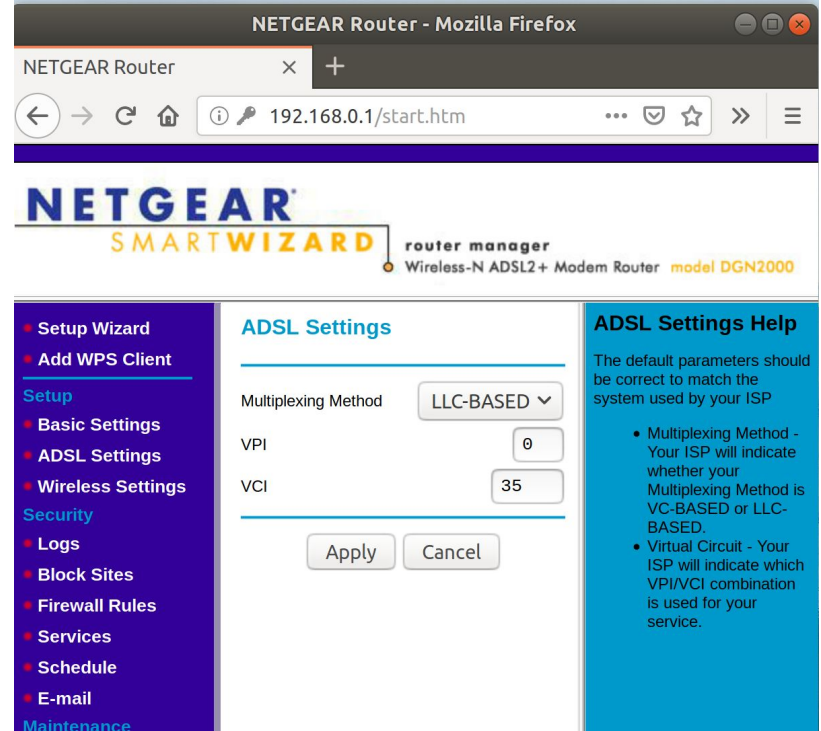 NETGEAR Router - Mozilla Firefox
NETGEAR Router
192.168.0.1/start.htm
NETGEAR
SMARTWIZARD
router manager
Wireless-N ADSL2+ Modem Router model DGN2000
Setup Wizard
Add WPS Client
Setup
Basic Settings
ADSL Settings
Wireless Settings
Security
Logs
Block Sites
Firewall Rules
Services
Schedule
E-mail
Maintenance
ADSL Settings
Multiplexing Method LLC-BASED
VPI 0
VCI 35
Apply Cancel
ADSL Settings Help
The default parameters should
be correct to match the
system used by your ISP
• Multiplexing Method -
Your ISP will indicate
whether your
Multiplexing Method is
VC-BASED or LLC-
BASED.
• Virtual Circuit - Your
ISP will indicate which
VPI/VCI combination
is used for your
service.